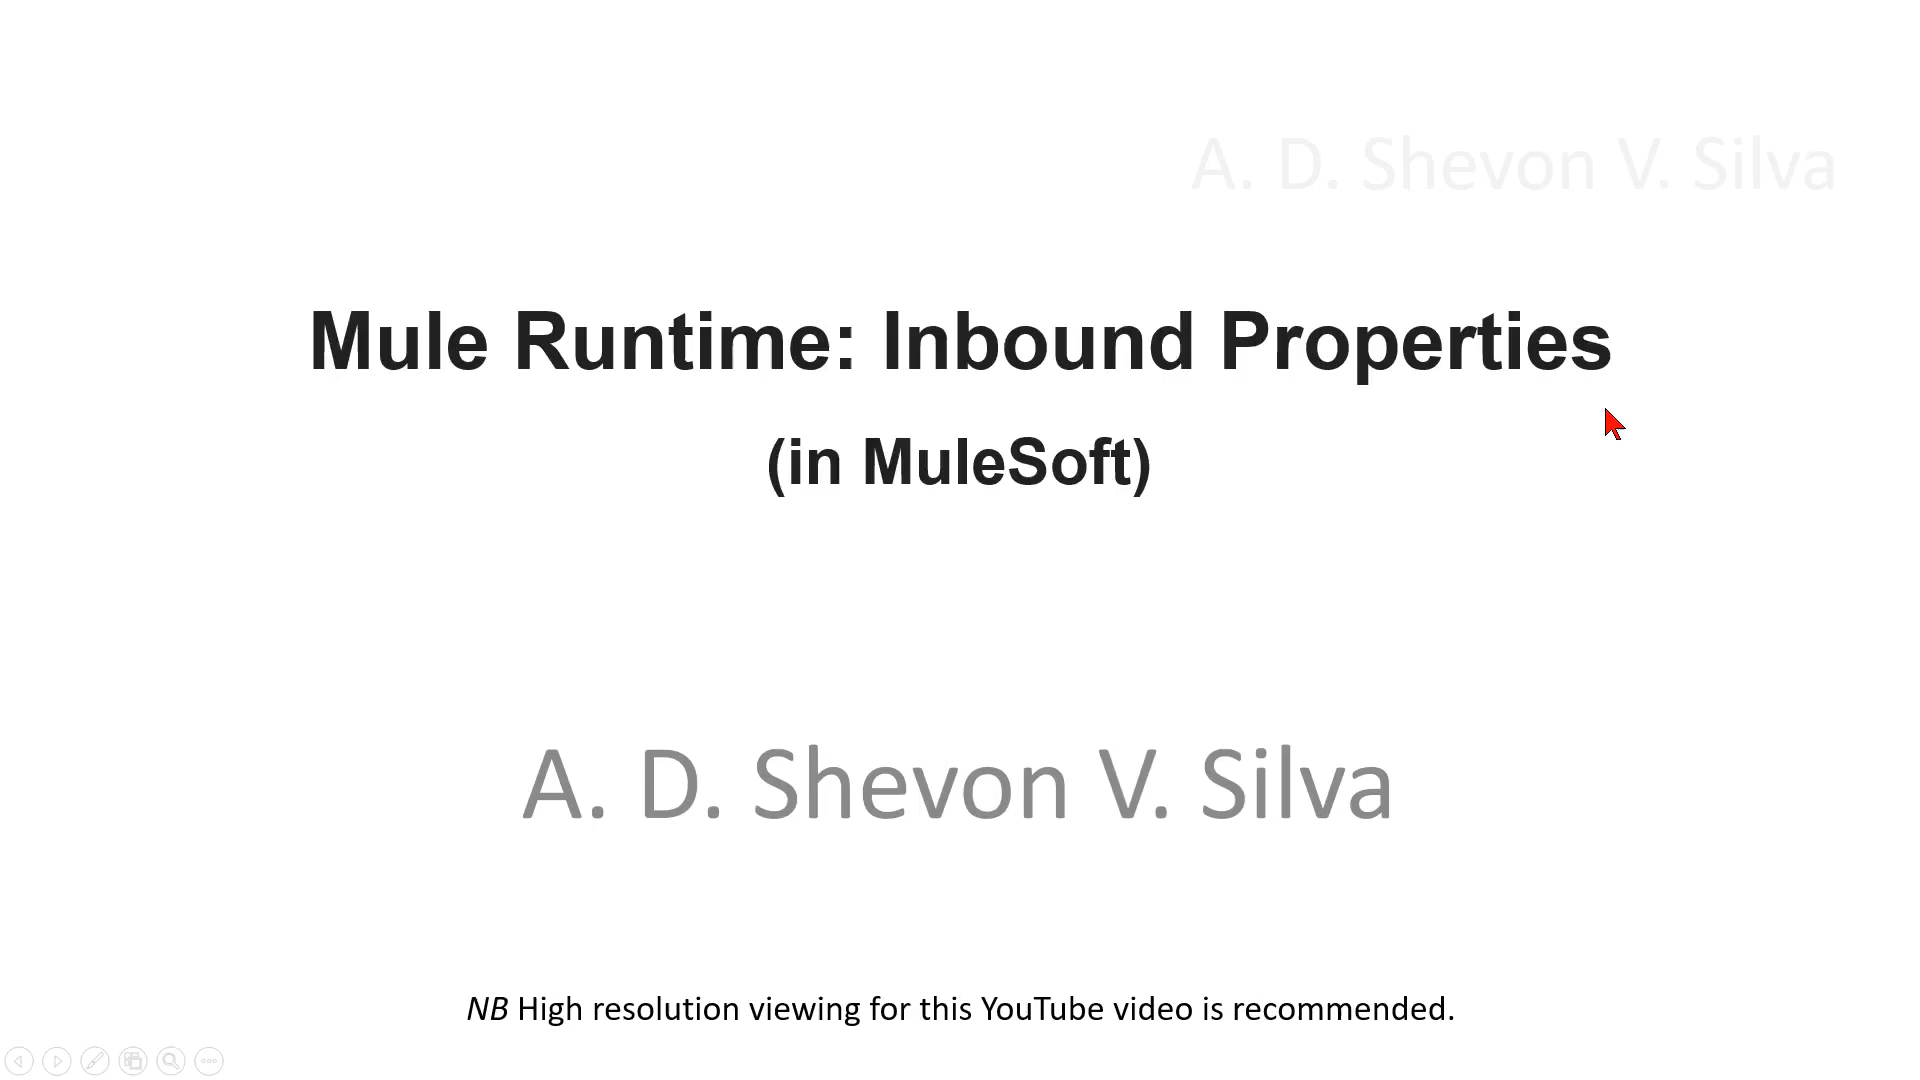 A. D. Shevon V. Silva
Mule Runtime: Inbound Properties
(in MuleSoft)
A. D. Shevon V. Silva
NB High resolution viewing for this YouTube video is recommended.